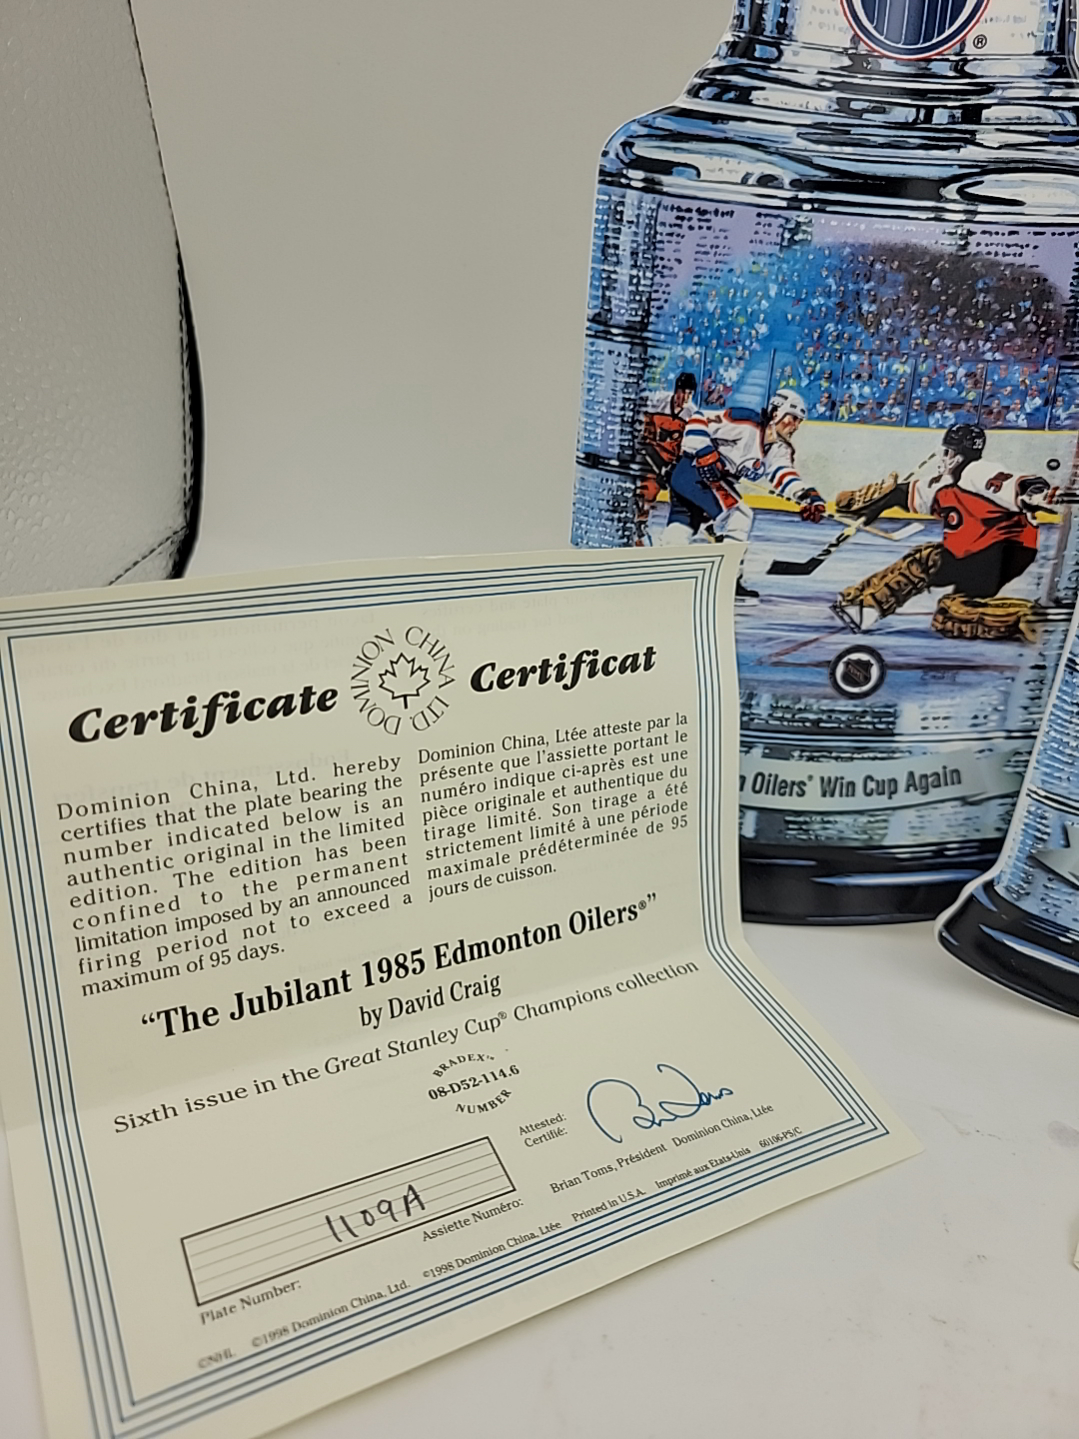 ®
Oilers® Win Cup Again
Certificate
DOMINION CHINA LTD.
Certificat
Dominion China, Ltd. hereby
certifies that the plate bearing the
number indicated below is an
authentic original in the limited
edition. The edition has been
confined to the permanent
limitation imposed by an announced
firing period not to exceed a
maximum of 95 days.
Dominion China, Ltée atteste par la
présente que l'assiette portant le
numéro indique ci-après est une
pièce originale et authentique du
tirage limité. Son tirage a été
strictement limité à une période
maximale prédéterminée de 95
jours de cuisson.
“The Jubilant 1985 Edmonton Oilers®”
by David Craig
Sixth issue in the Great Stanley Cup® Champions collection
BRADEX
08-D52-114.6
NUMBER
Attested:
Certifié:
Brian Toms, Président Dominion China, Ltée
1109A
Plate Number:
Assiette Numéro:
©NHL ©1998 Dominion China, Ltd. ©1998 Dominion China, Ltée Printed in U.S.A. Imprimé aux Etats-Unis 60106-PS/C